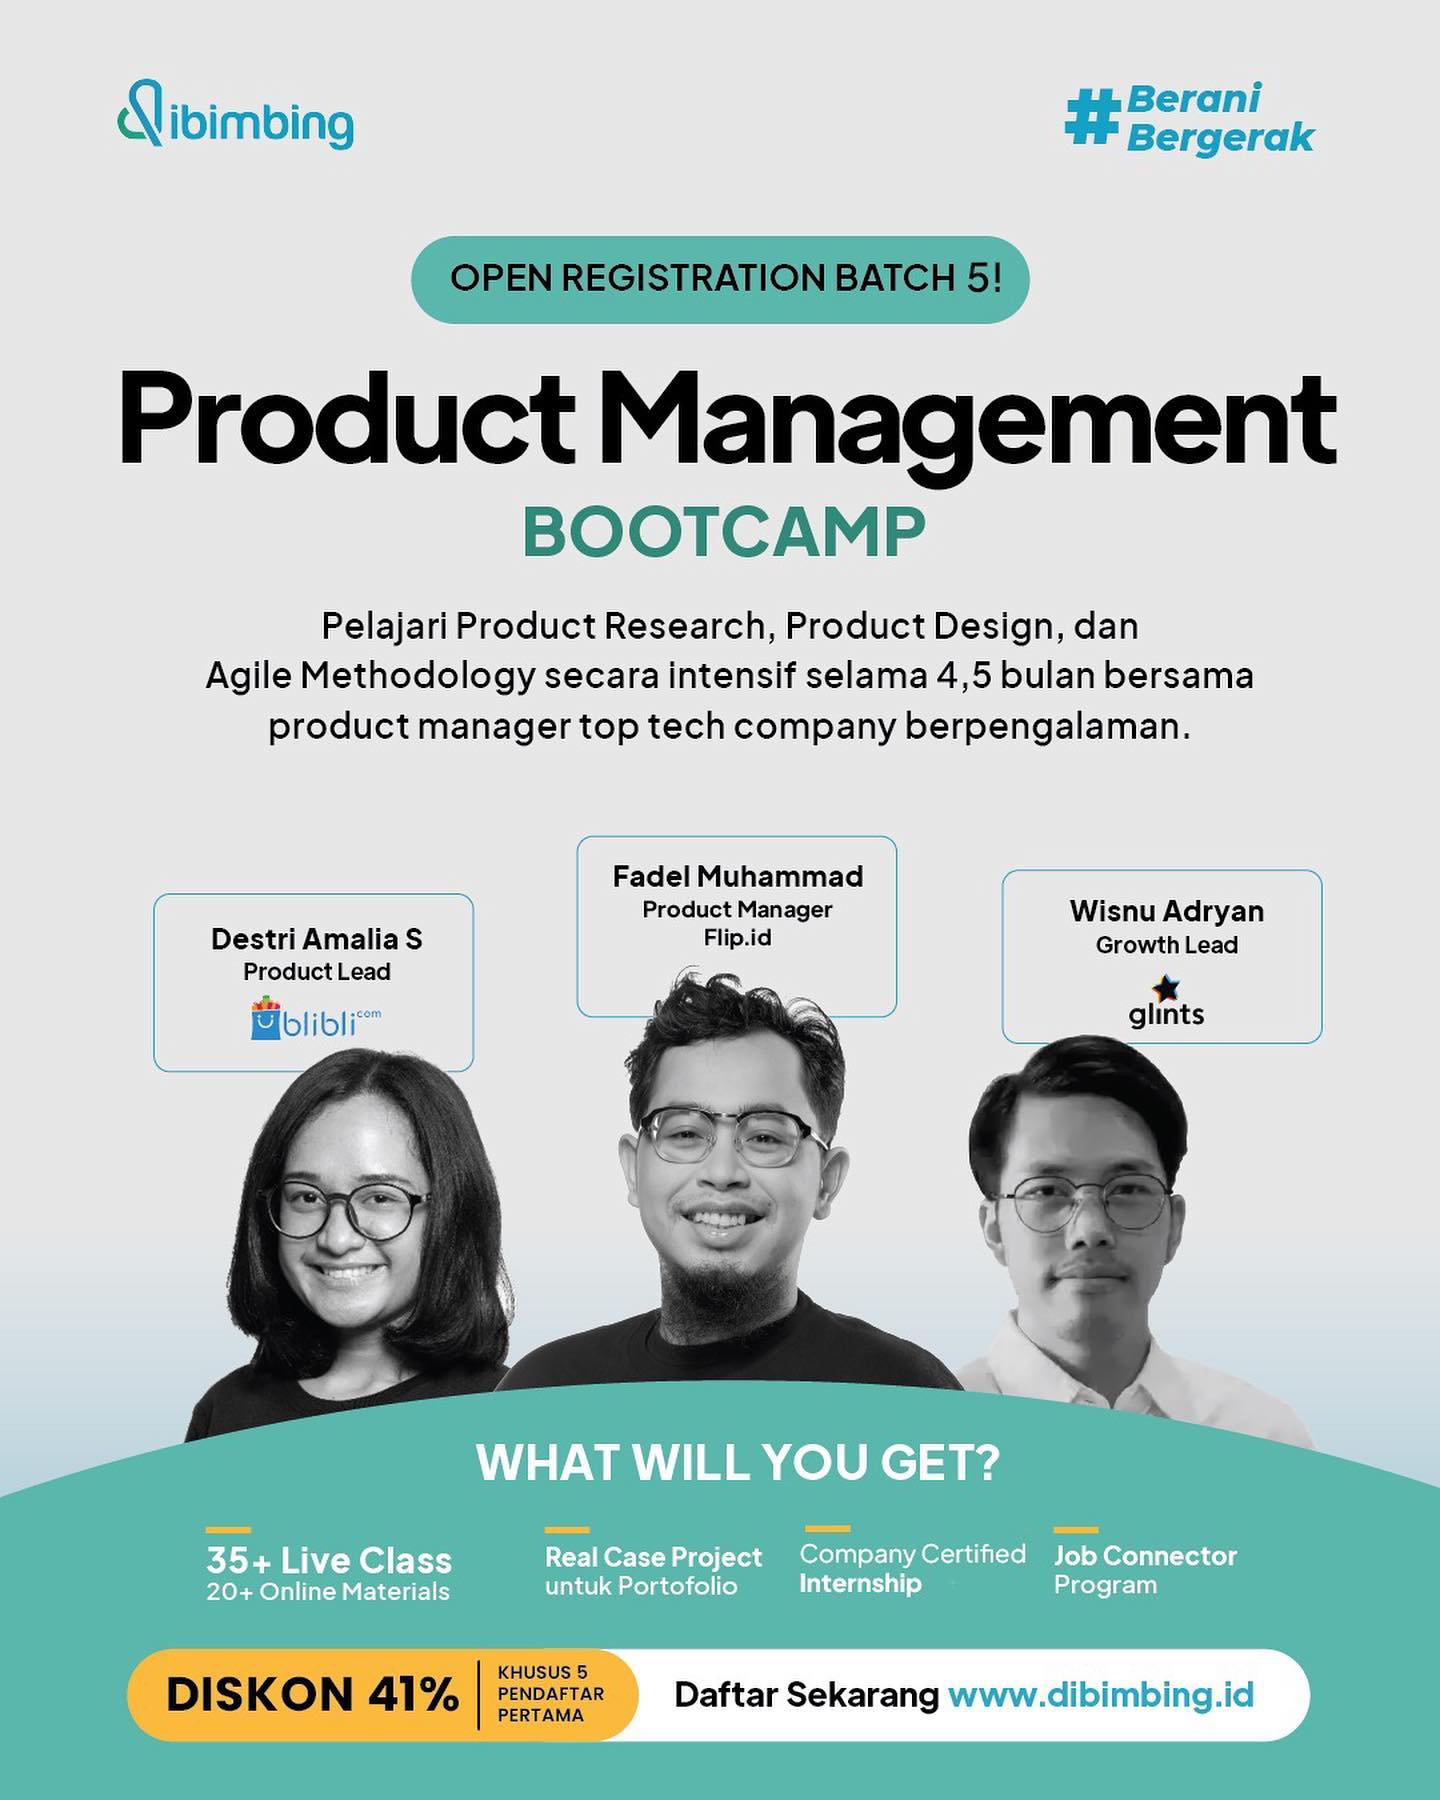 dibimbing
#Berani
Bergerak
OPEN REGISTRATION BATCH 5!
Product Management
BOOTCAMP
Pelajari Product Research, Product Design, dan
Agile Methodology secara intensif selama 4,5 bulan bersama
product manager top tech company berpengalaman.
Destri Amalia S
Product Lead
blibli.com
Fadel Muhammad
Product Manager
Flip.id
Wisnu Adryan
Growth Lead
glints
WHAT WILL YOU GET?
35+ Live Class
20+ Online Materials
Real Case Project
untuk Portofolio
Company Certified
Internship
Job Connector
Program
DISKON 41%
KHUSUS 5
PENDAFTAR
PERTAMA
Daftar Sekarang www.dibimbing.id